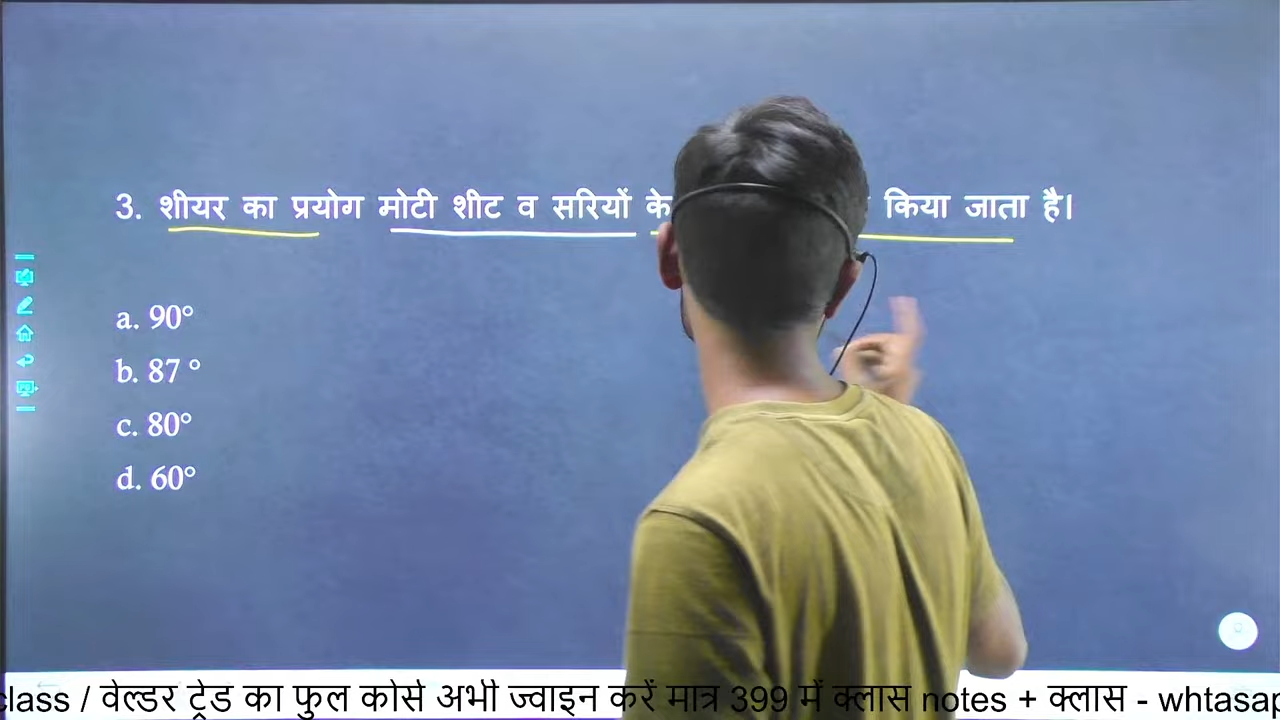 3. शीयर का प्रयोग मोटी शीट व सरियों के किया जाता है।
a. 90°
b. 87 °
c. 80°
d. 60°
class / वेल्डर ट्रेड का फुल कोर्स अभी ज्वाइन करें मात्र 399 में क्लास notes + क्लास - whtasap